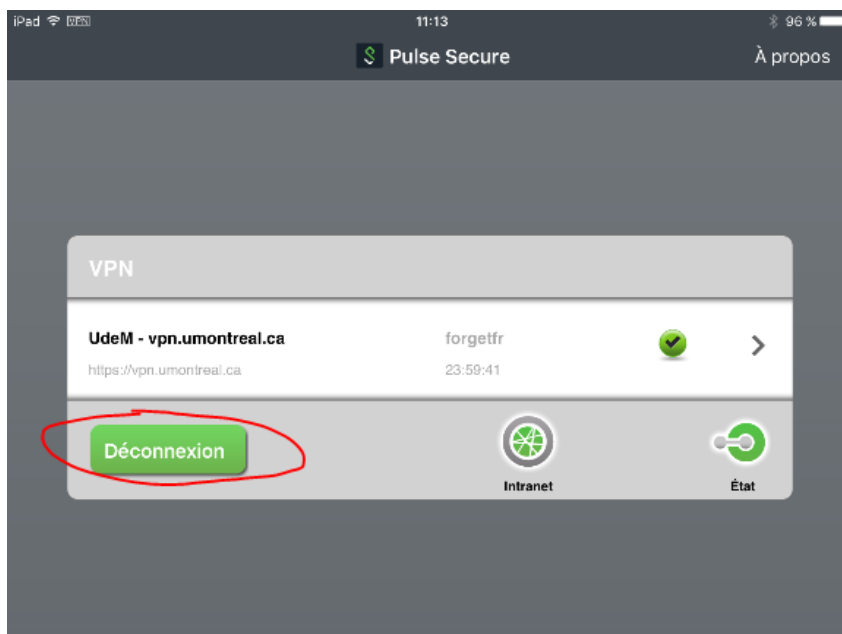 iPad VPN 11:13 96 %
Pulse Secure À propos
VPN
UdeM - vpn.umontreal.ca forgetfr
https://vpn.umontreal.ca 23:59:41
Déconnexion
Intranet État